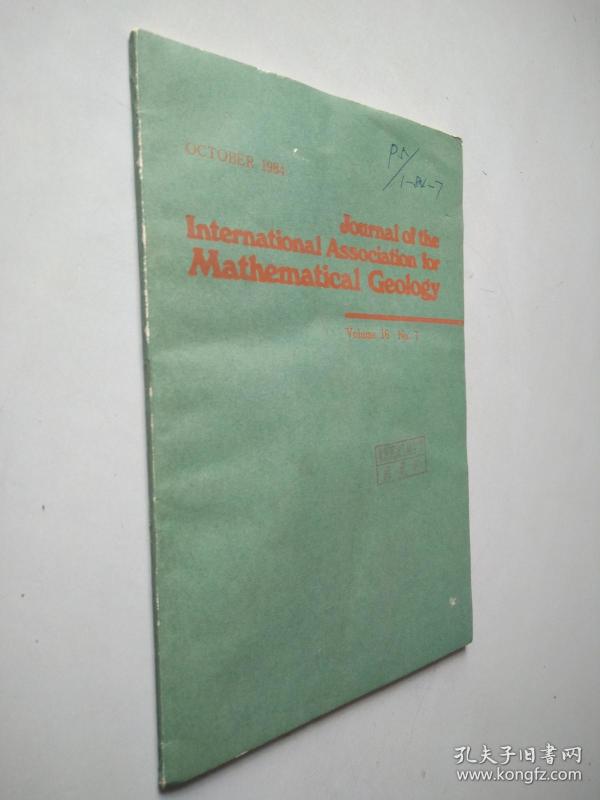 OCTOBER 1984
P5/
1-84-7
Journal of the
International Association for
Mathematical Geology
Volume 16 No. 7
孔夫子旧書网
www.kongfz.com